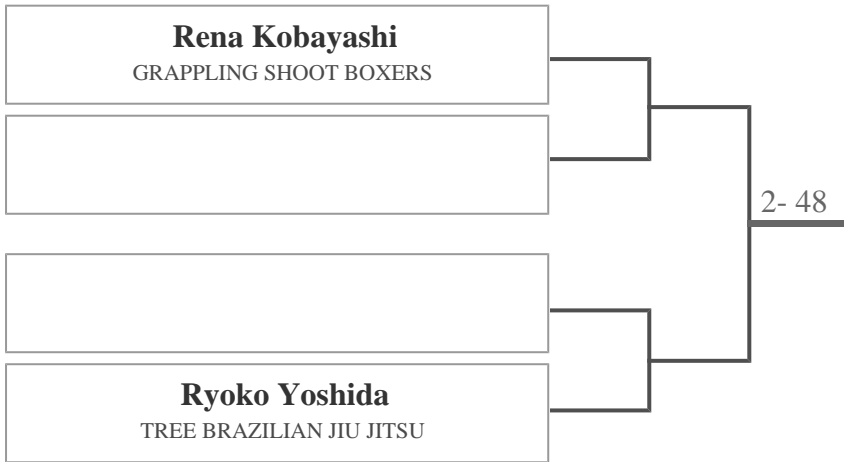 Rena Kobayashi
GRAPPLING SHOOT BOXERS
2- 48
Ryoko Yoshida
TREE BRAZILIAN JIU JITSU